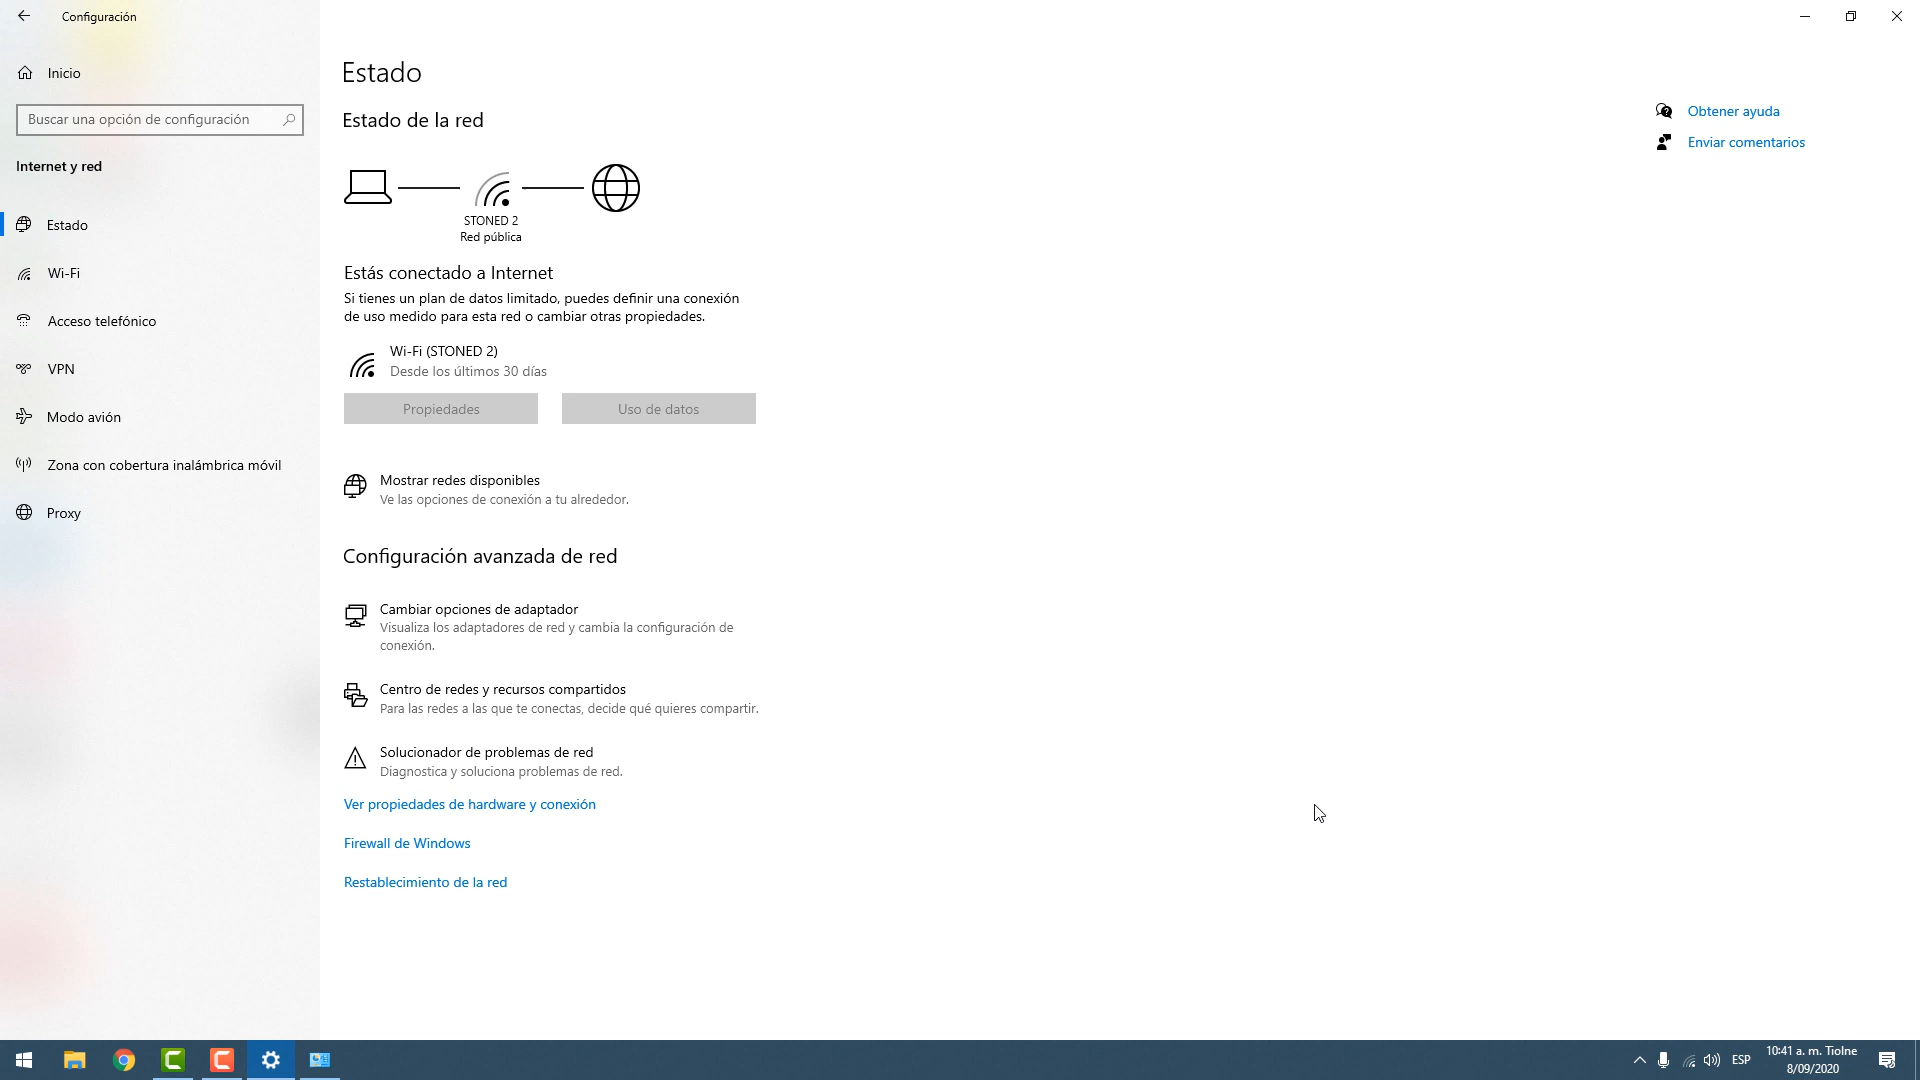 Configuración
Inicio
Buscar una opción de configuración
Internet y red
Estado
Wi-Fi
Acceso telefónico
VPN
Modo avión
Zona con cobertura inalámbrica móvil
Proxy
Estado
Estado de la red
STONED 2
Red pública
Estás conectado a Internet
Si tienes un plan de datos limitado, puedes definir una conexión
de uso medido para esta red o cambiar otras propiedades.
Wi-Fi (STONED 2)
Desde los últimos 30 días
Propiedades
Uso de datos
Mostrar redes disponibles
Ve las opciones de conexión a tu alrededor.
Configuración avanzada de red
Cambiar opciones de adaptador
Visualiza los adaptadores de red y cambia la configuración de
conexión.
Centro de redes y recursos compartidos
Para las redes a las que te conectas, decide qué quieres compartir.
Solucionador de problemas de red
Diagnostica y soluciona problemas de red.
Ver propiedades de hardware y conexión
Firewall de Windows
Restablecimiento de la red
Obtener ayuda
Enviar comentarios
ESP
10:41 a. m. Tiolne
8/09/2020